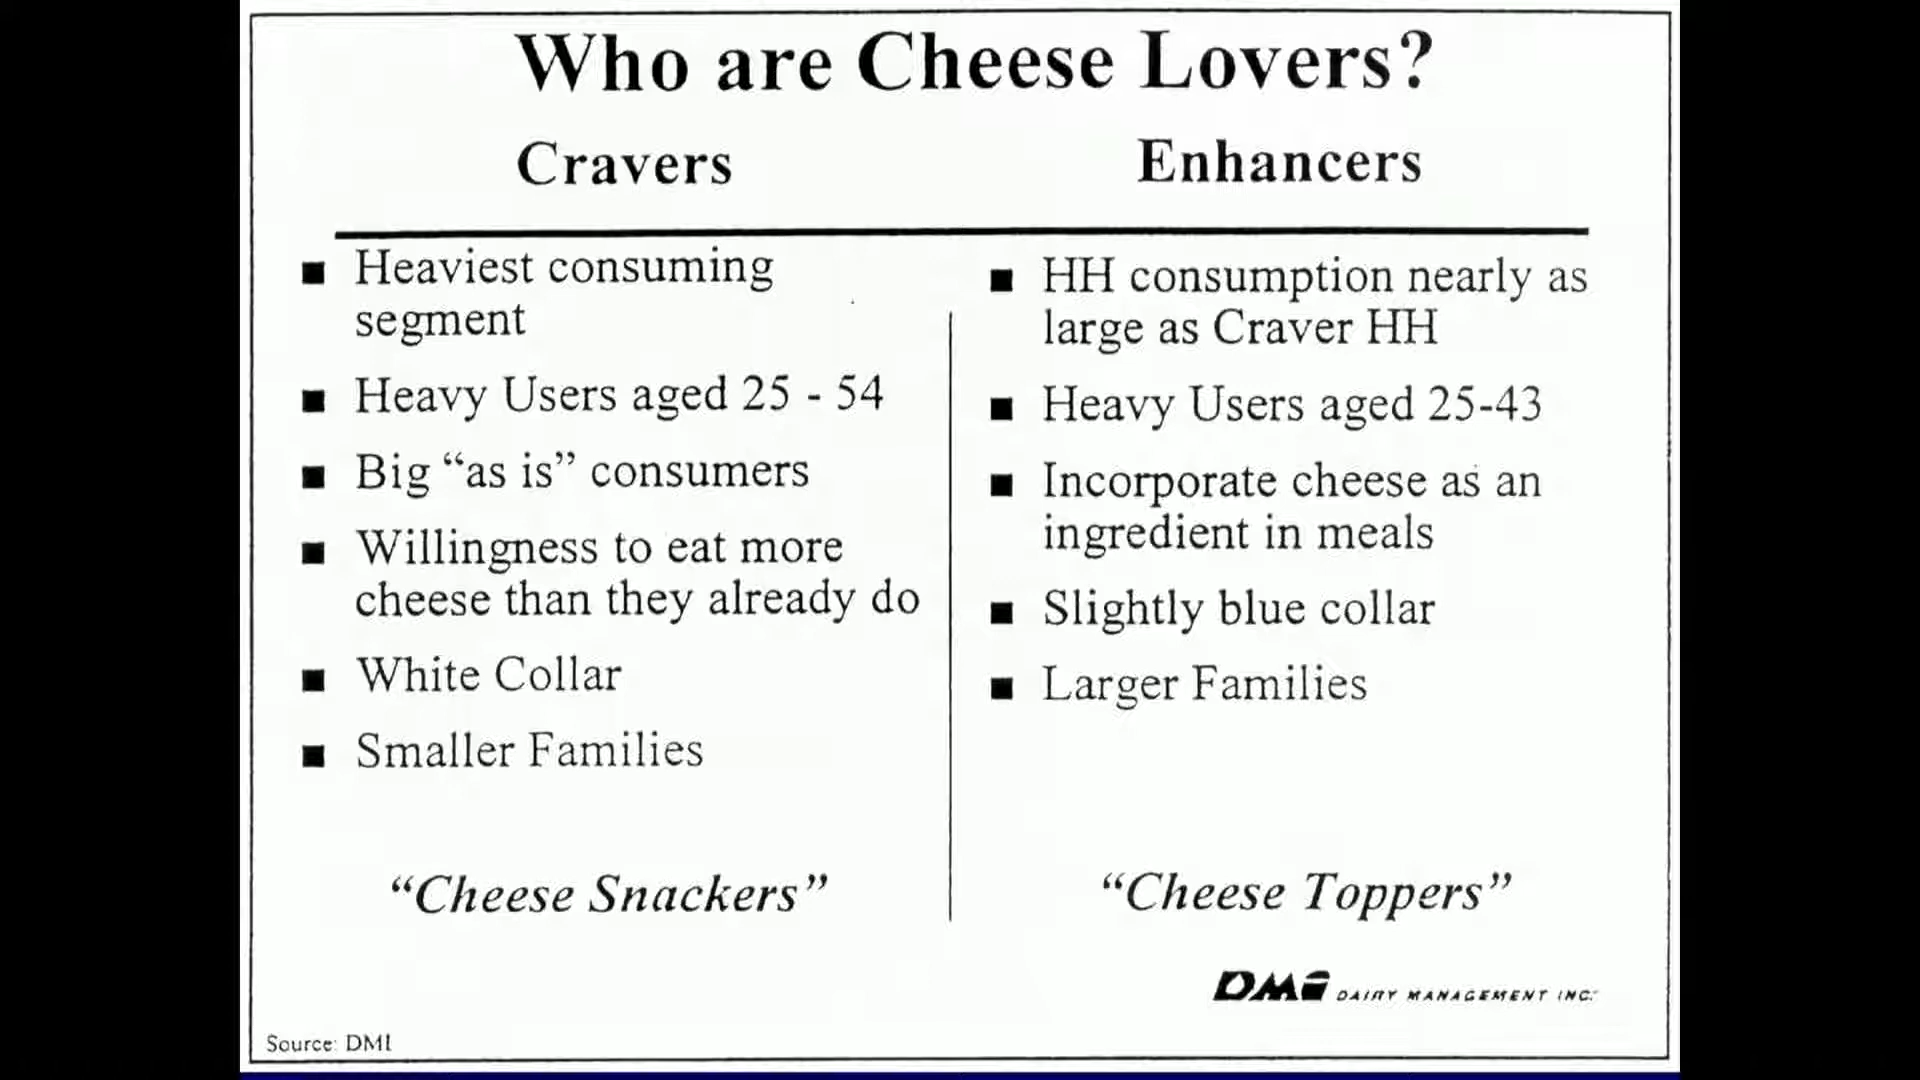 Who are Cheese Lovers?
Cravers
■ Heaviest consuming
segment
■ Heavy Users aged 25 - 54
■ Big “as is” consumers
■ Willingness to eat more
cheese than they already do
■ White Collar
■ Smaller Families
“Cheese Snackers”
Enhancers
■ HH consumption nearly as
large as Craver HH
■ Heavy Users aged 25-43
■ Incorporate cheese as an
ingredient in meals
■ Slightly blue collar
■ Larger Families
“Cheese Toppers”
DMI DAIRY MANAGEMENT INC.
Source: DMI